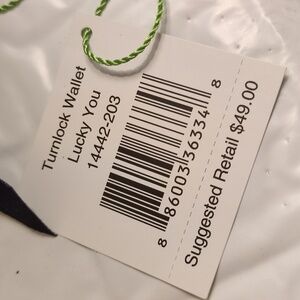 Turnlock Wallet
Lucky You
14442-203
8 86003 36334 8
Suggested Retail $49.00